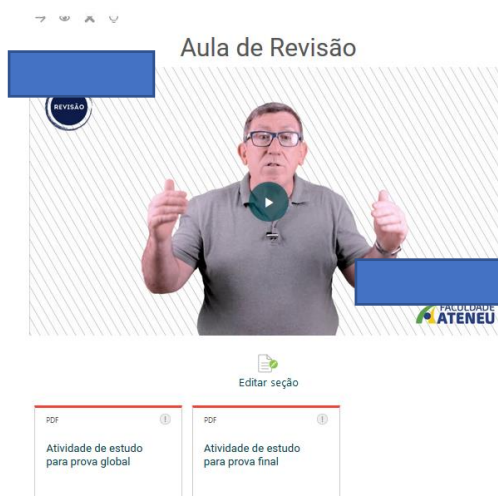 Aula de Revisão
REVISÃO
FACULDADE
ATENEU
Editar seção
PDF
Atividade de estudo
para prova global
PDF
Atividade de estudo
para prova final